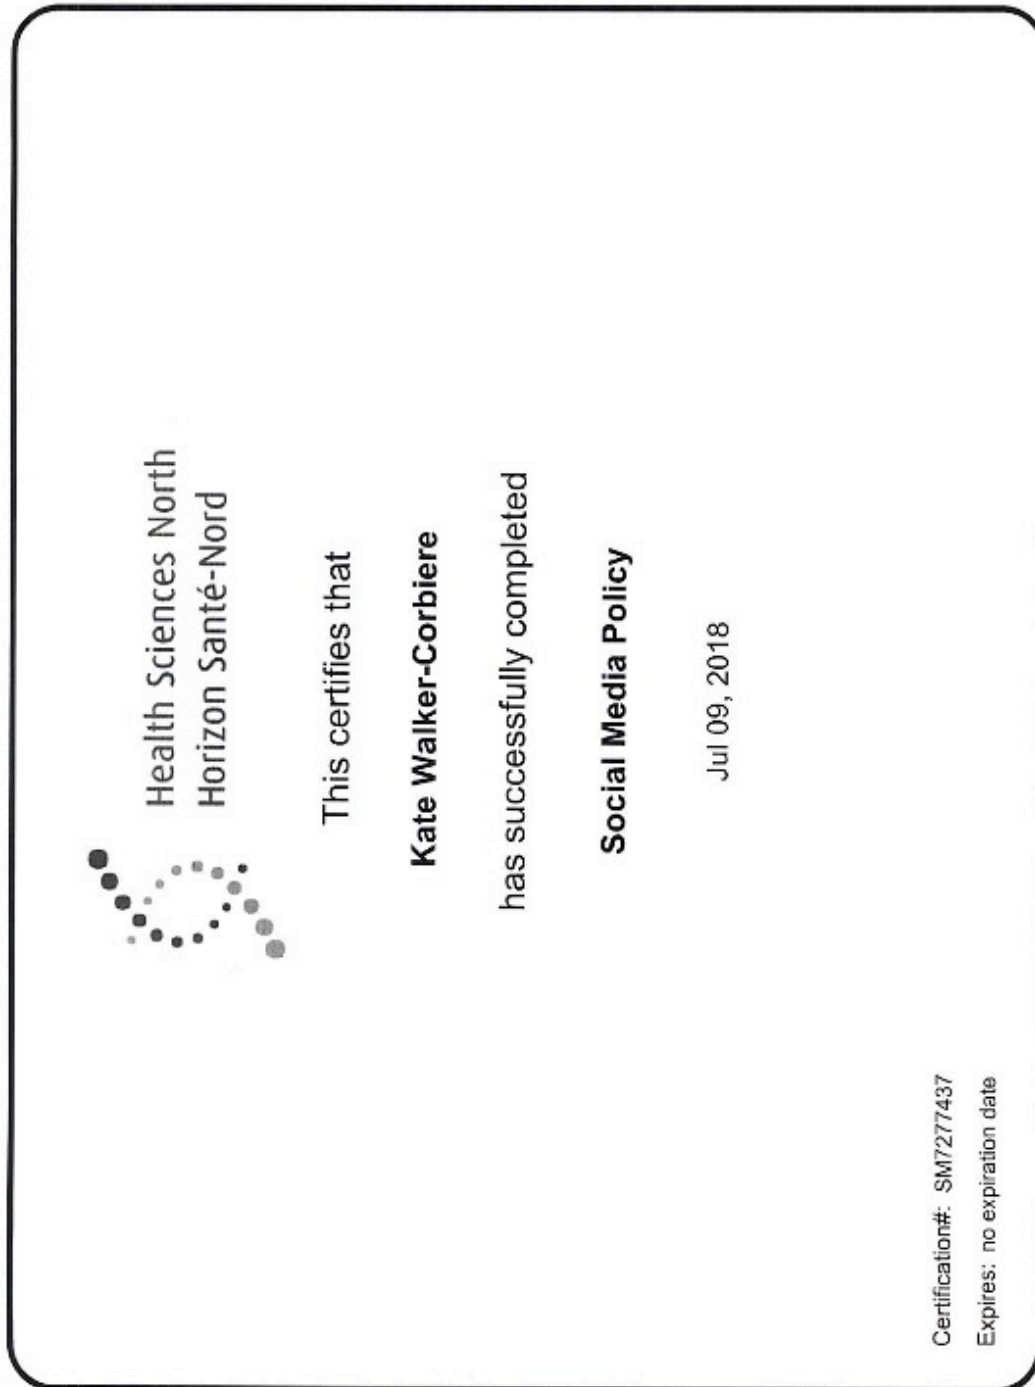 Health Sciences North
Horizon Santé-Nord
This certifies that
Kate Walker-Corbiere
has successfully completed
Social Media Policy
Jul 09, 2018
Certification#: SM7277437
Expires: no expiration date